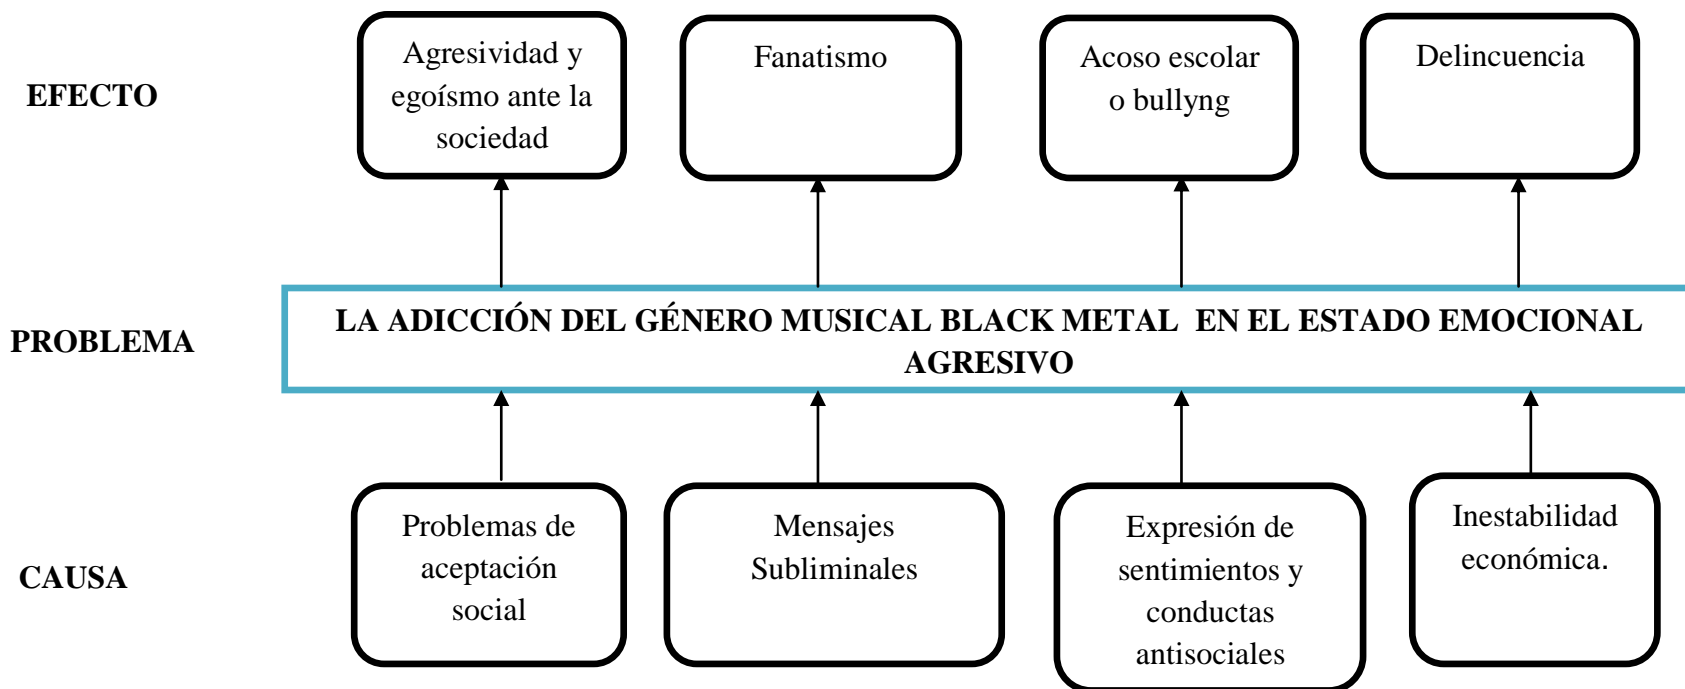 EFECTO
Agresividad y
egoísmo ante la
sociedad
Fanatismo
Acoso escolar
o bullyng
Delincuencia
PROBLEMA
LA ADICCIÓN DEL GÉNERO MUSICAL BLACK METAL EN EL ESTADO EMOCIONAL
AGRESIVO
CAUSA
Problemas de
aceptación
social
Mensajes
Subliminales
Expresión de
sentimientos y
conductas
antisociales
Inestabilidad
económica.